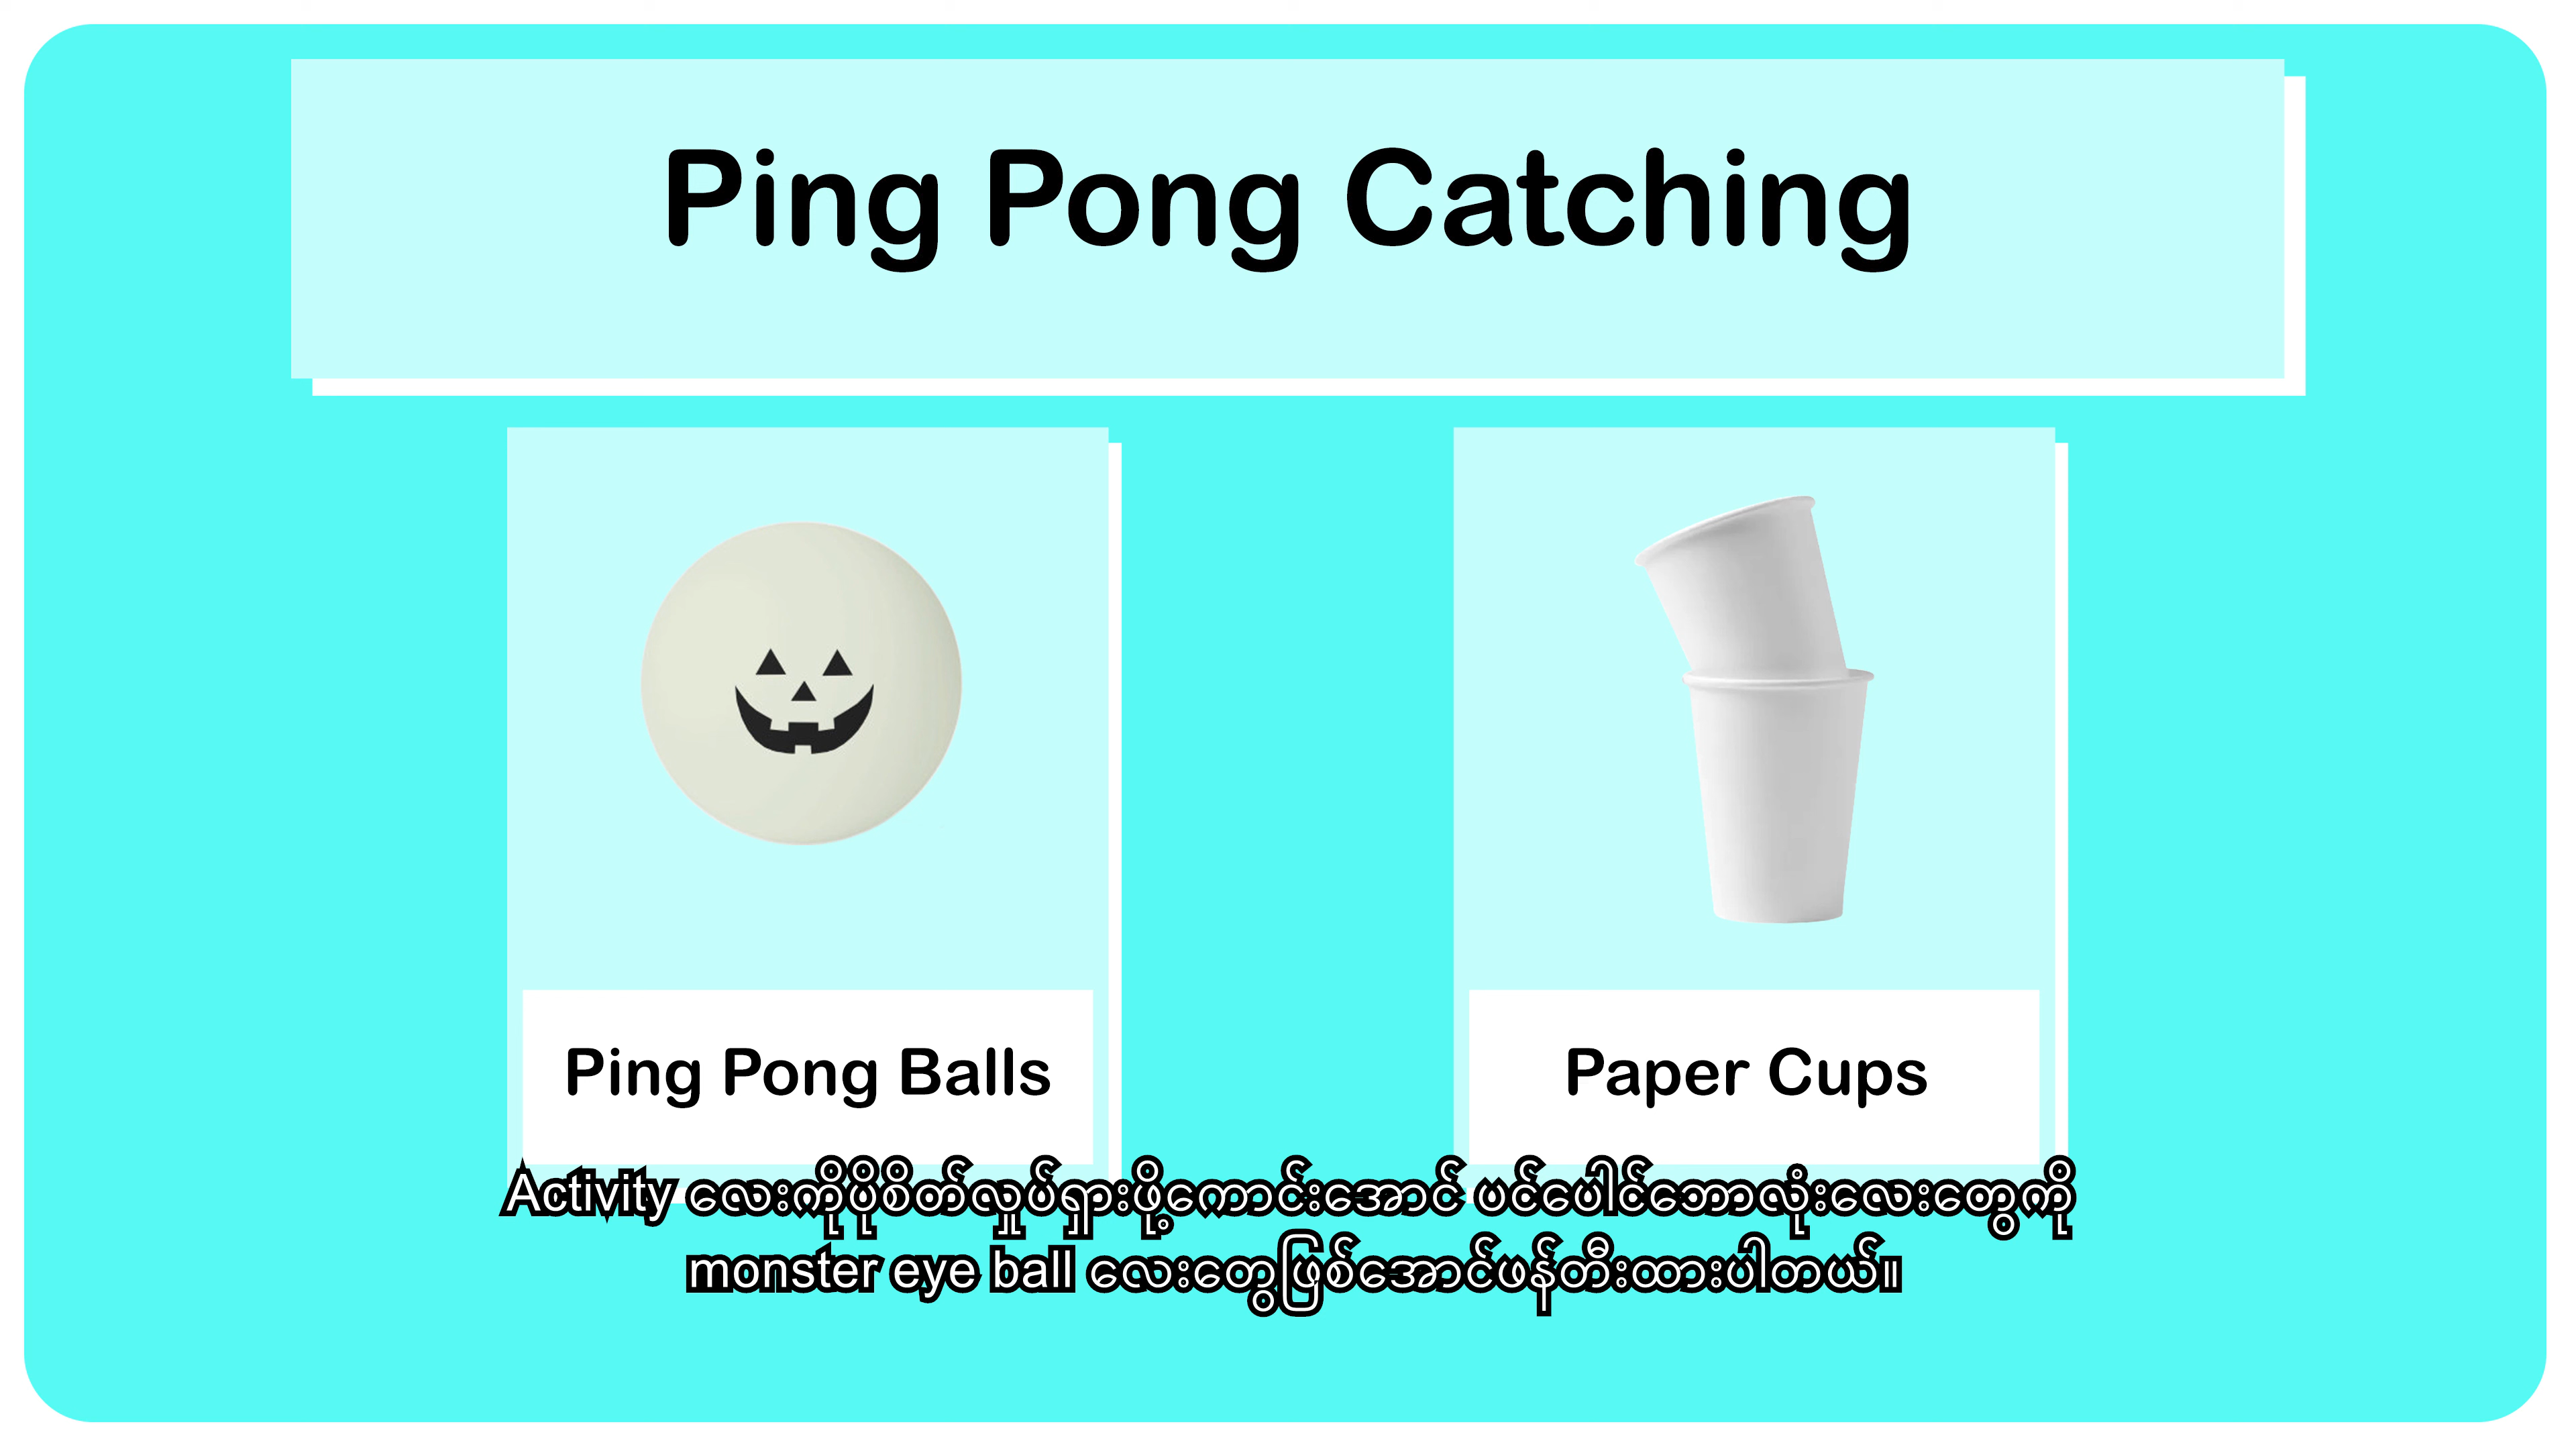 Ping Pong Catching
Ping Pong Balls
Paper Cups
Activity လေးကိုပိုစိတ်လှုပ်ရှားဖို့ကောင်းအောင် ပင်ပေါင်ဘောလုံးလေးတွေကို
monster eye ball လေးတွေဖြစ်အောင်ဖန်တီးထားပါတယ်။